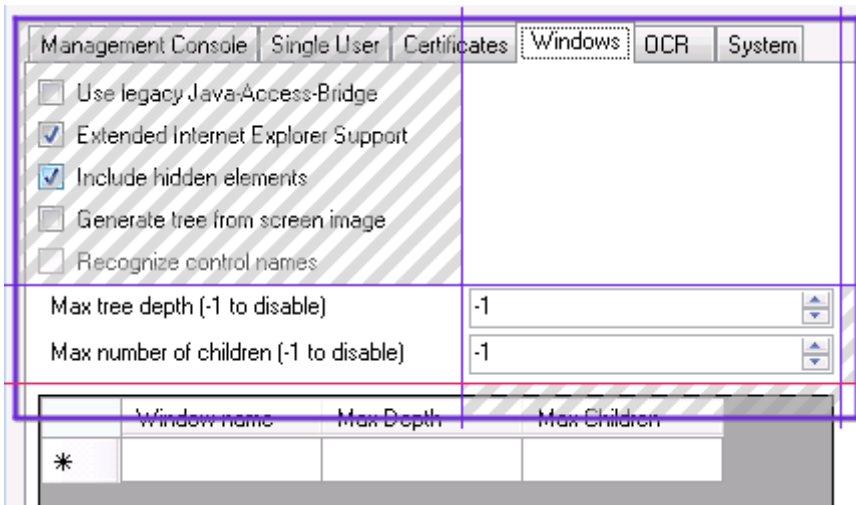 Management Console Single User Certificates Windows OCR System
Use legacy Java-Access-Bridge
Extended Internet Explorer Support
Include hidden elements
Generate tree from screen image
Recognize control names
Max tree depth (-1 to disable) -1
Max number of children (-1 to disable) -1
Window name Max Depth Max Children
*